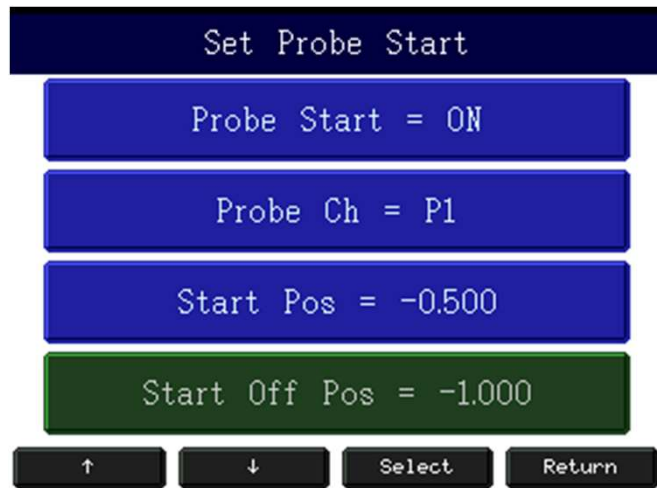 Set Probe Start
Probe Start = ON
Probe Ch = P1
Start Pos = -0.500
Start Off Pos = -1.000
↑ ↓ Select Return